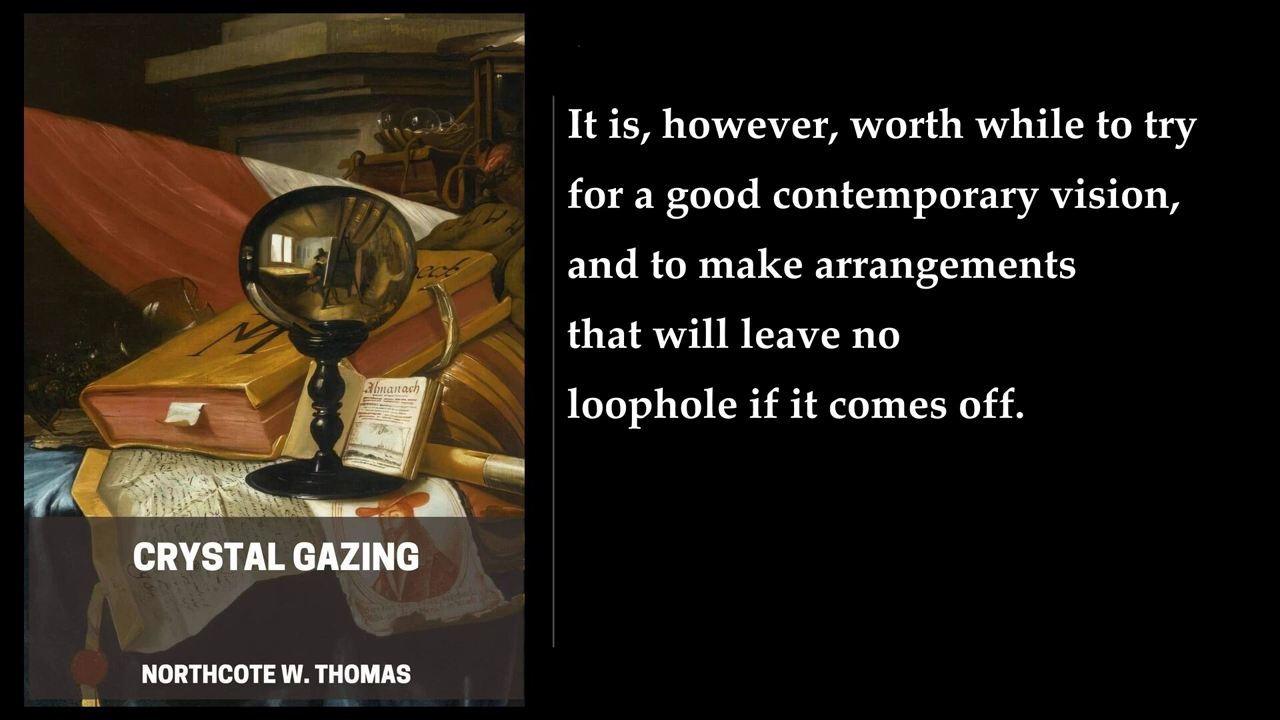 It is, however, worth while to try
for a good contemporary vision,
and to make arrangements
that will leave no
loophole if it comes off.
M
Almanach
CRYSTAL GAZING
NORTHCOTE W. THOMAS